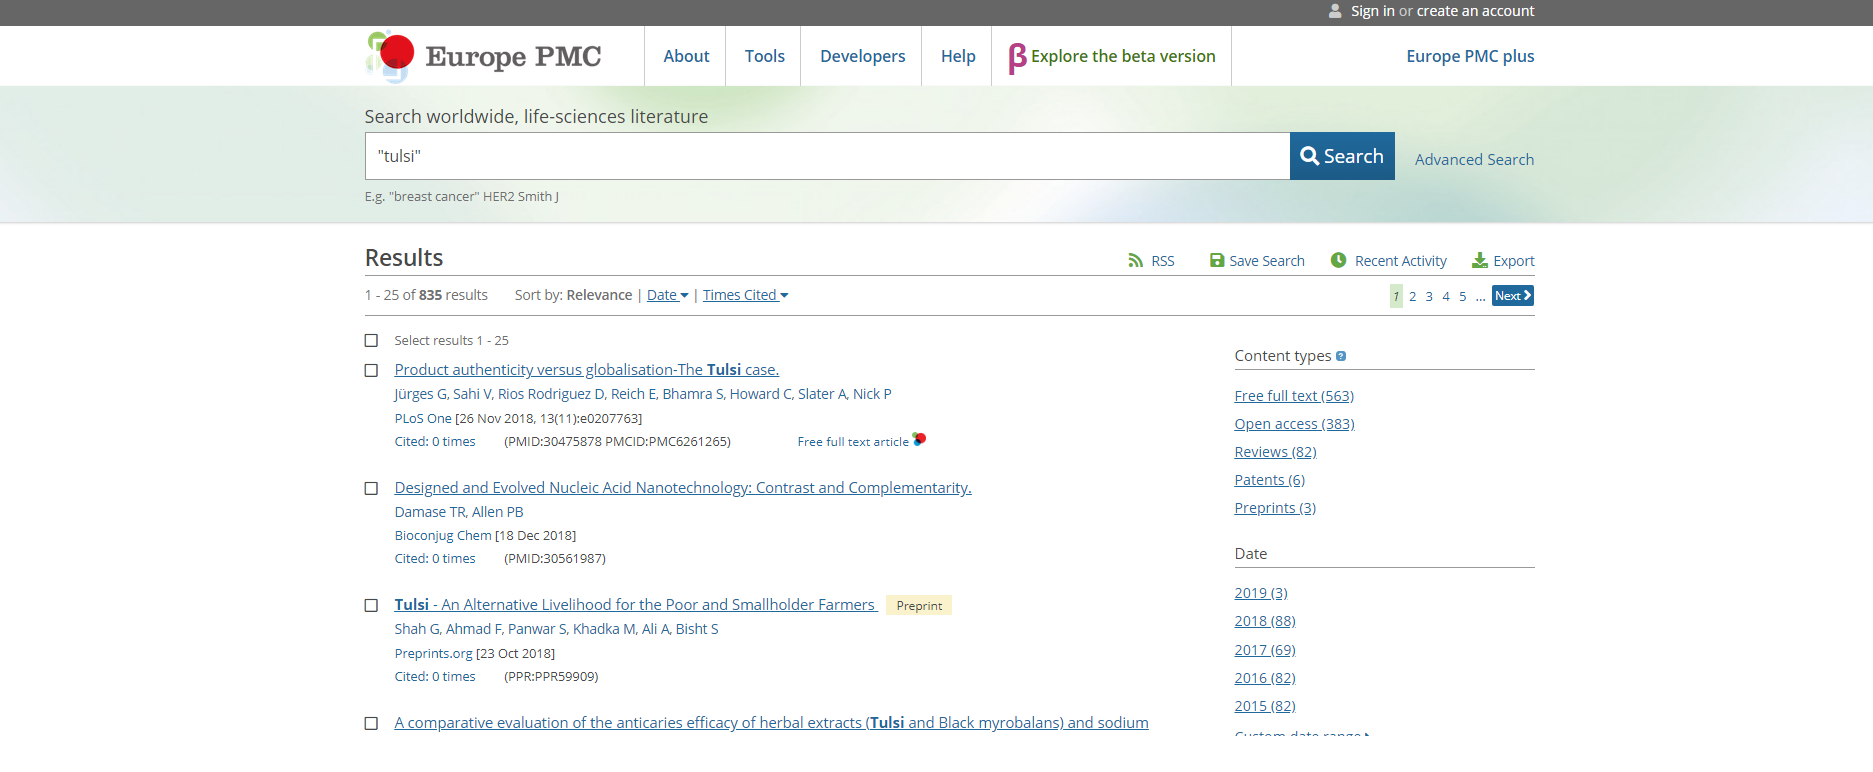 Sign in or create an account
Europe PMC
About
Tools
Developers
Help
β Explore the beta version
Europe PMC plus
Search worldwide, life-sciences literature
"tulsi"
Search
Advanced Search
E.g. "breast cancer" HER2 Smith J
Results
RSS
Save Search
Recent Activity
Export
1 - 25 of 835 results
Sort by: Relevance | Date | Times Cited
1 2 3 4 5 ... Next
Select results 1 - 25
Product authenticity versus globalisation-The Tulsi case.
Jürges G, Sahi V, Rios Rodriguez D, Reich E, Bhamra S, Howard C, Slater A, Nick P
PLoS One [26 Nov 2018, 13(11):e0207763]
Cited: 0 times (PMID:30475878 PMCID:PMC6261265) Free full text article
Designed and Evolved Nucleic Acid Nanotechnology: Contrast and Complementarity.
Damase TR, Allen PB
Bioconjug Chem [18 Dec 2018]
Cited: 0 times (PMID:30561987)
Tulsi - An Alternative Livelihood for the Poor and Smallholder Farmers Preprint
Shah G, Ahmad F, Panwar S, Khadka M, Ali A, Bisht S
Preprints.org [23 Oct 2018]
Cited: 0 times (PPR:PPR59909)
A comparative evaluation of the anticaries efficacy of herbal extracts (Tulsi and Black myrobalans) and sodium
Content types ?
Free full text (563)
Open access (383)
Reviews (82)
Patents (6)
Preprints (3)
Date
2019 (3)
2018 (88)
2017 (69)
2016 (82)
2015 (82)
Custom date range